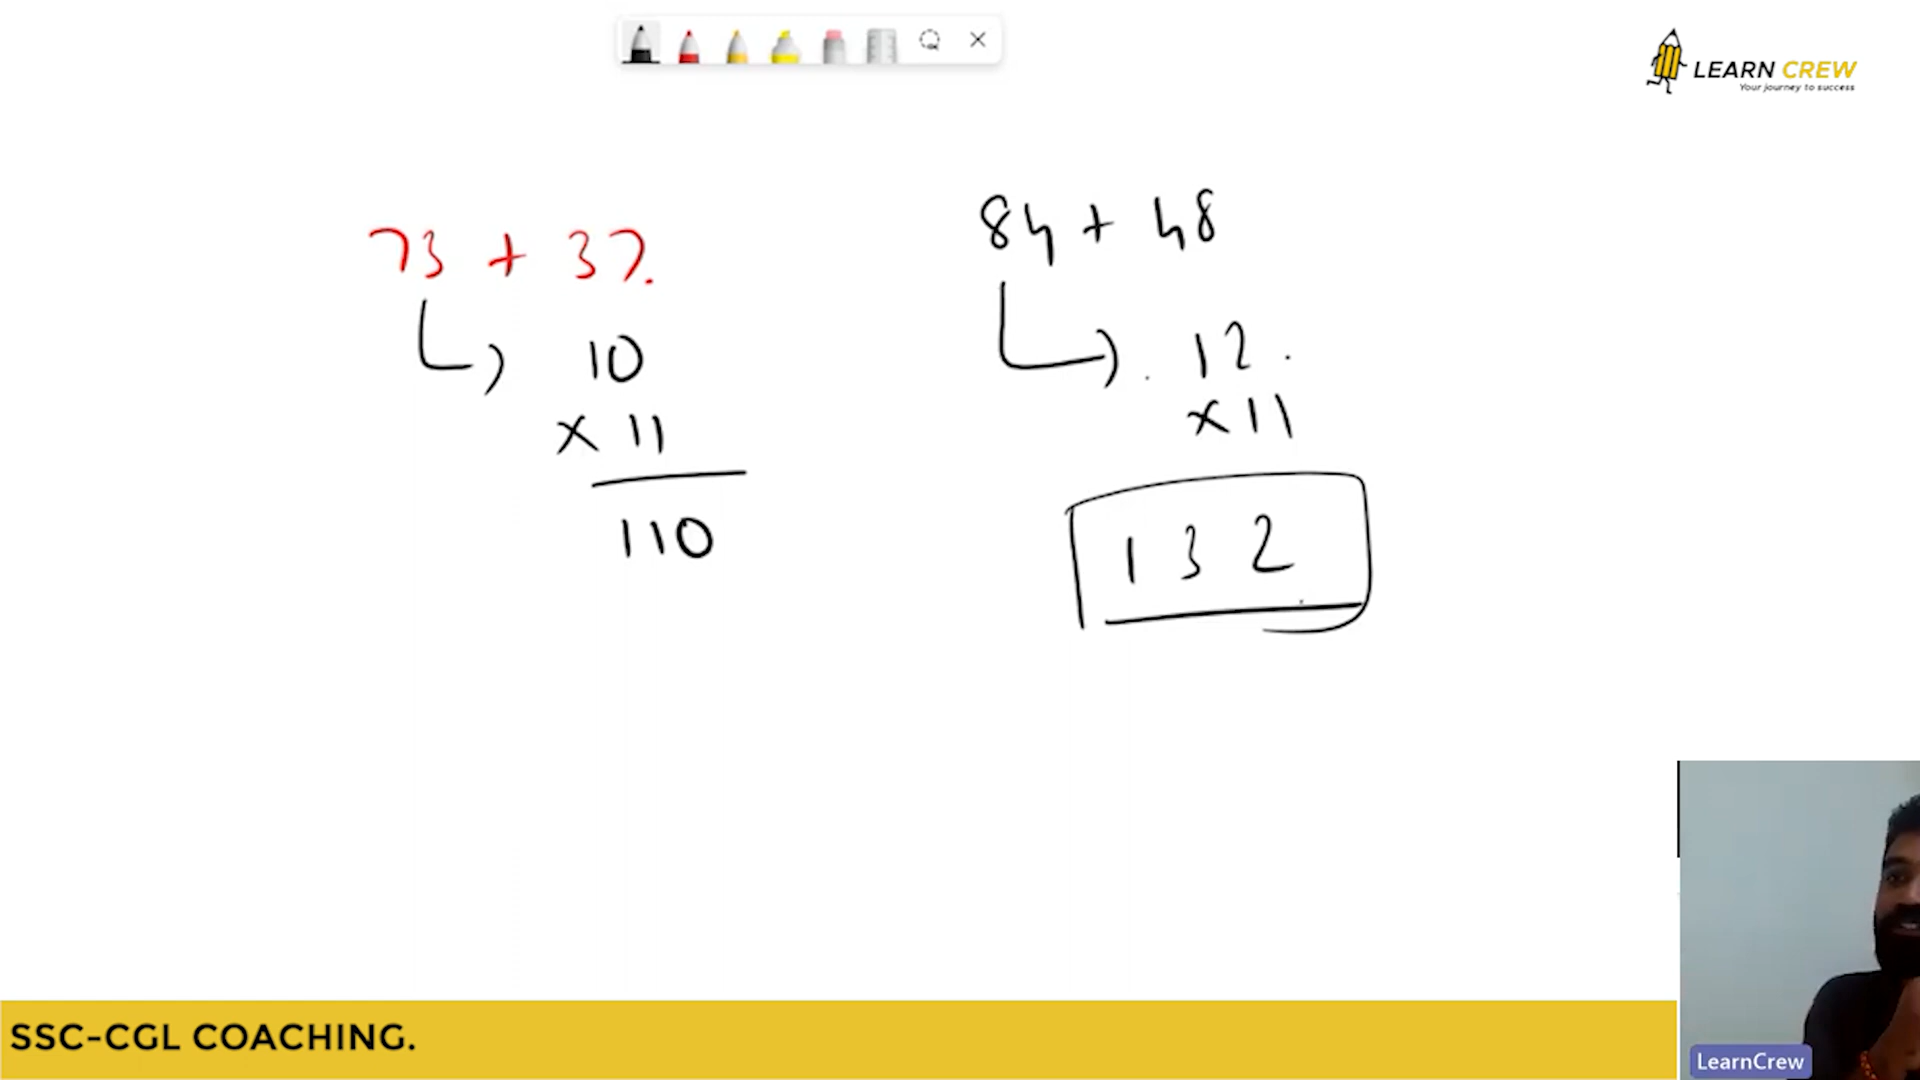 LEARN CREW
Your journey to success
73 + 37.
10
x 11
110
84 + 48
12.
x 11
132
SSC-CGL COACHING.
LearnCrew